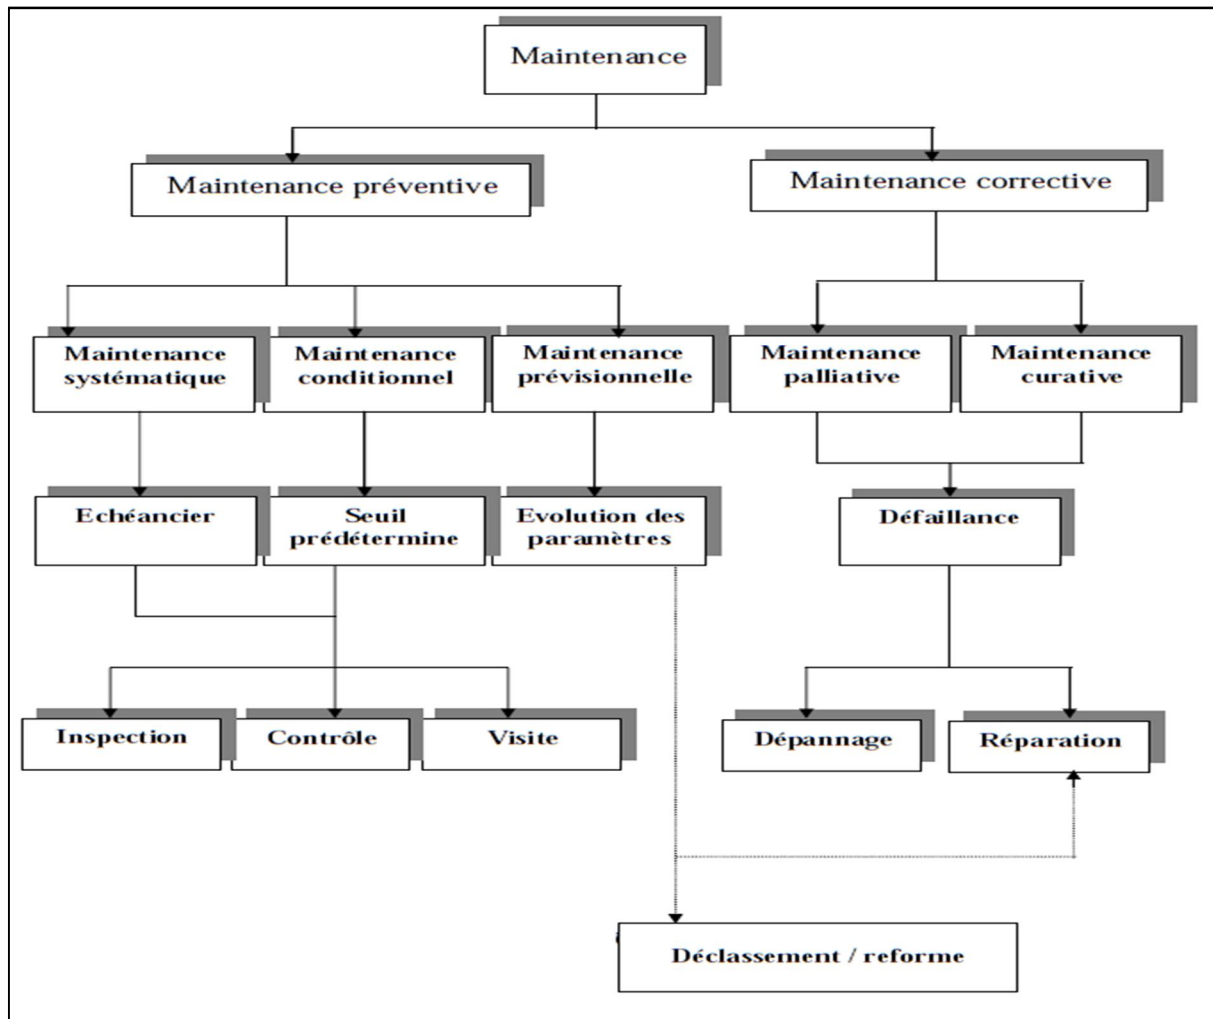 Maintenance
Maintenance préventive
Maintenance corrective
Maintenance
systématique
Maintenance
conditionnel
Maintenance
prévisionnelle
Maintenance
palliative
Maintenance
curative
Echéancier
Seuil
prédétermine
Evolution des
paramètres
Défaillance
Inspection
Contrôle
Visite
Dépannage
Réparation
Déclassement / reforme